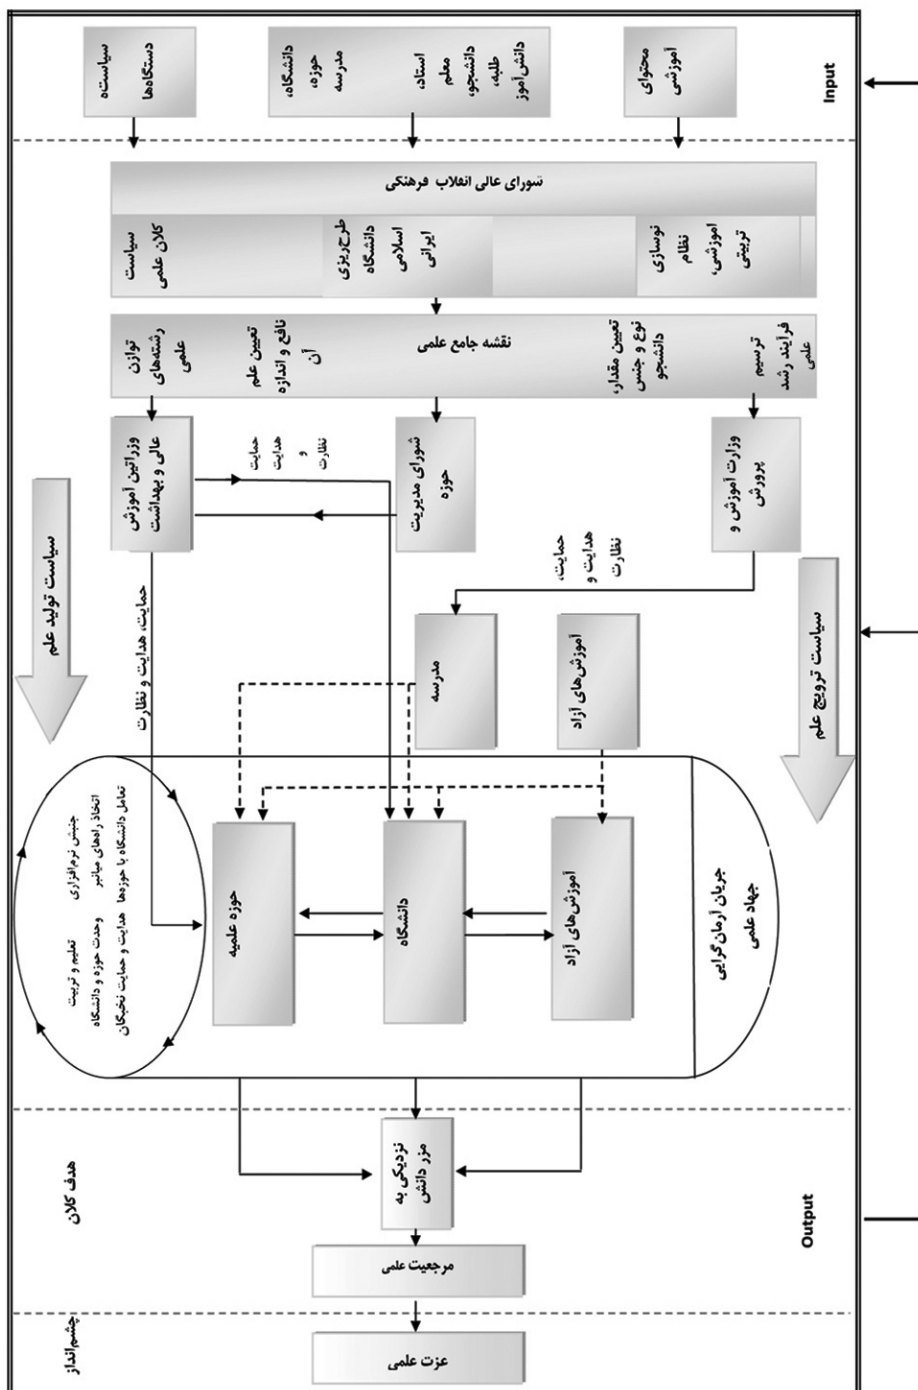 Input
محتوای
آموزشی
دانش‌آموز
طلبه،
دانشجو،
معلم
استاد،
مدرسه
حوزه،
دانشگاه،
دستگاه‌ها
سیاست‌ه
شورای عالی انقلاب فرهنگی
تربیتی
آموزشی،
نظام
نوسازی
ایرانی
اسلامی
دانشگاه
طرح‌ریزی
کلان علمی
سیاست
نقشه جامع علمی
علمی
فرآیند رشد
ترسیم
دانشجو
نوع و جنس
تعیین مقدار،
آن
نافع و اندازه
تعیین علم
علمی
رشته‌های
توازن
وزارت آموزش و
پرورش
شورای مدیریت
حوزه
وزراتین آموزش
عالی و بهداشت
نظارت
و
هدایت
حمایت
نظارت
هدایت و
حمایت،
حمایت، هدایت و نظارت
سیاست تولید علم
سیاست ترویج علم
مدرسه
آموزش‌های آزاد
جریان آرمان‌گرایی
جهاد علمی
آموزش‌های آزاد
دانشگاه
حوزه علمیه
جنبش نرم‌افزاری
تعلیم و تربیت
اتخاذ راه‌های میانبر
وحدت حوزه و دانشگاه
تعامل دانشگاه با حوزه‌ها
هدایت و حمایت نخبگان
هدف کلان
Output
نزدیکی به
مزر دانش
مرجعیت علمی
چشم‌انداز
عزت علمی